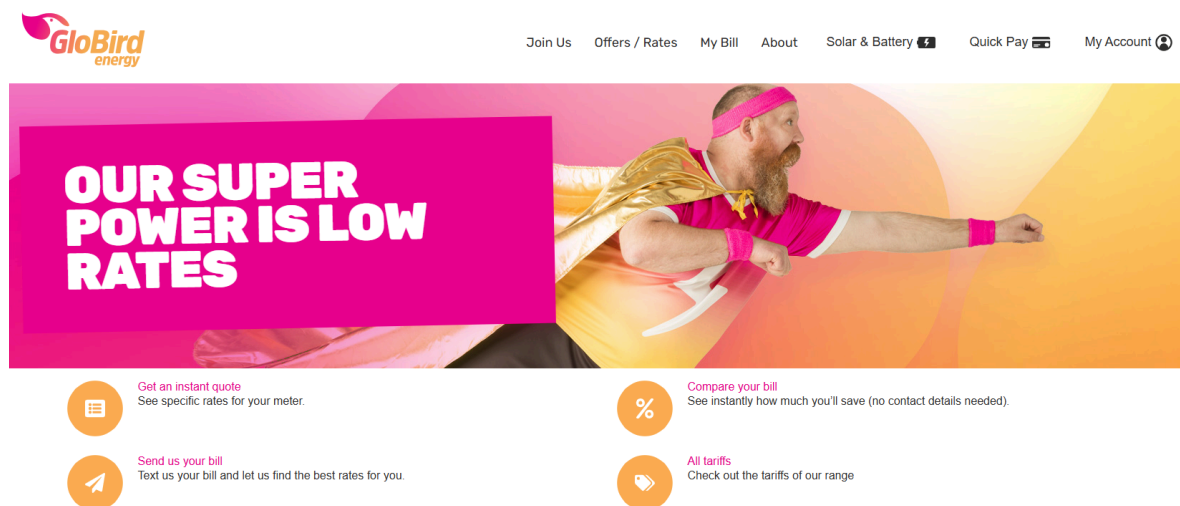 GloBird
energy
Join Us
Offers / Rates
My Bill
About
Solar & Battery
Quick Pay
My Account
OUR SUPER
POWER IS LOW
RATES
Get an instant quote
See specific rates for your meter.
Compare your bill
See instantly how much you'll save (no contact details needed).
Send us your bill
Text us your bill and let us find the best rates for you.
All tariffs
Check out the tariffs of our range